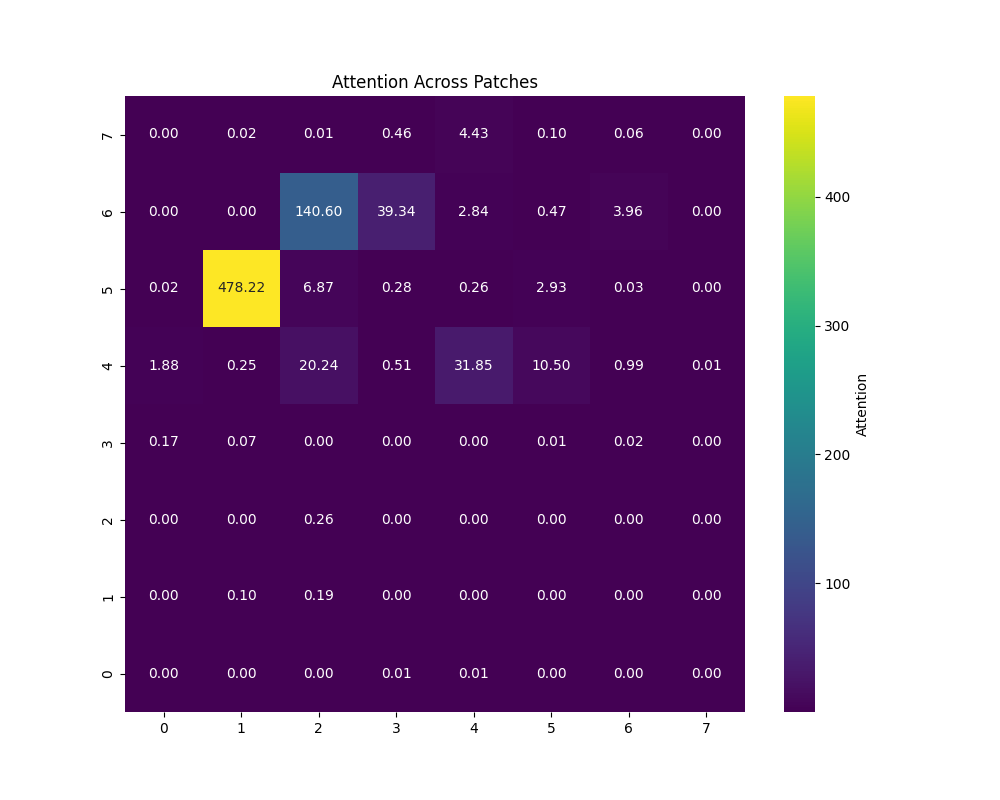 Attention Across Patches
7 0.00 0.02 0.01 0.46 4.43 0.10 0.06 0.00
6 0.00 0.00 140.60 39.34 2.84 0.47 3.96 0.00
5 0.02 478.22 6.87 0.28 0.26 2.93 0.03 0.00
4 1.88 0.25 20.24 0.51 31.85 10.50 0.99 0.01
3 0.17 0.07 0.00 0.00 0.00 0.01 0.02 0.00
2 0.00 0.00 0.26 0.00 0.00 0.00 0.00 0.00
1 0.00 0.10 0.19 0.00 0.00 0.00 0.00 0.00
0 0.00 0.00 0.00 0.01 0.01 0.00 0.00 0.00
0 1 2 3 4 5 6 7
400
300
200
100
Attention